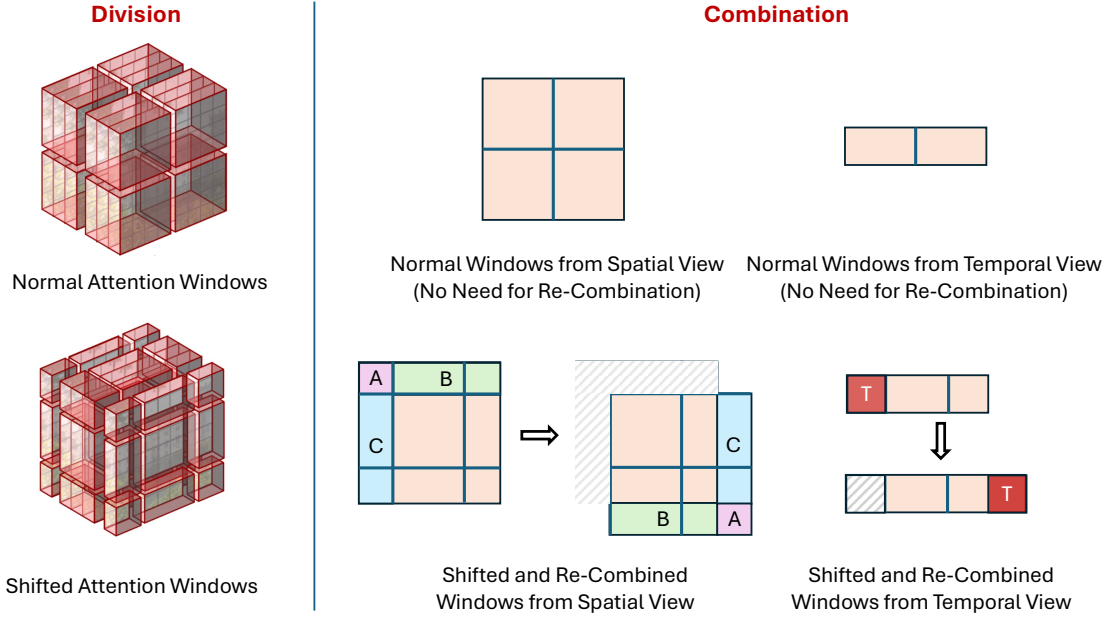 Division
Combination
Normal Attention Windows
Normal Windows from Spatial View
(No Need for Re-Combination)
Normal Windows from Temporal View
(No Need for Re-Combination)
A
B
C
C
B
A
T
T
Shifted Attention Windows
Shifted and Re-Combined
Windows from Spatial View
Shifted and Re-Combined
Windows from Temporal View